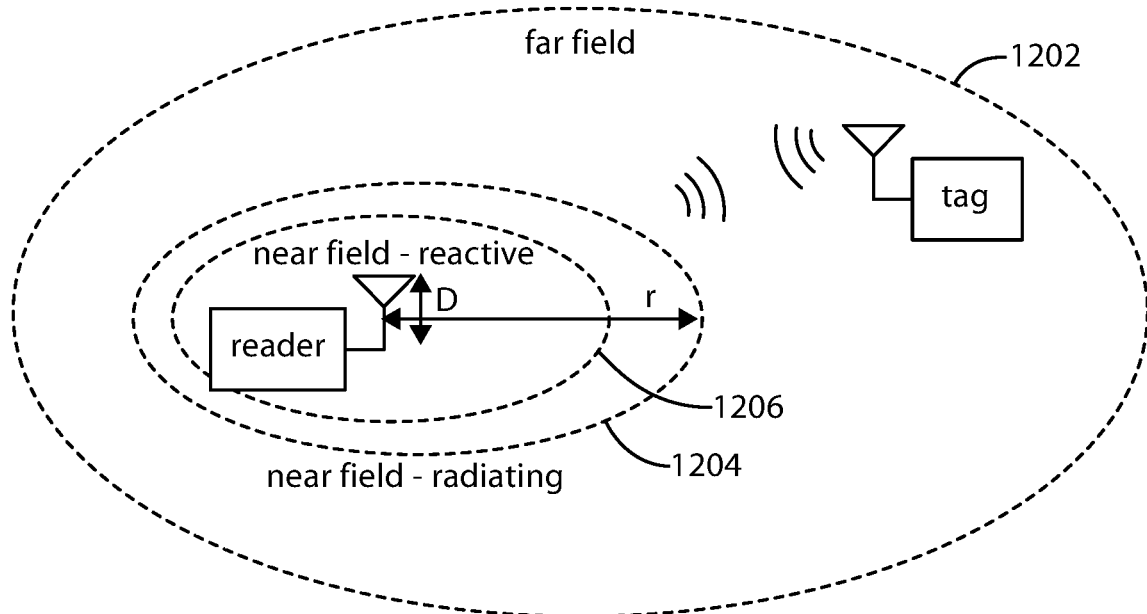 far field
1202
tag
near field - reactive
D
r
reader
1206
1204
near field - radiating